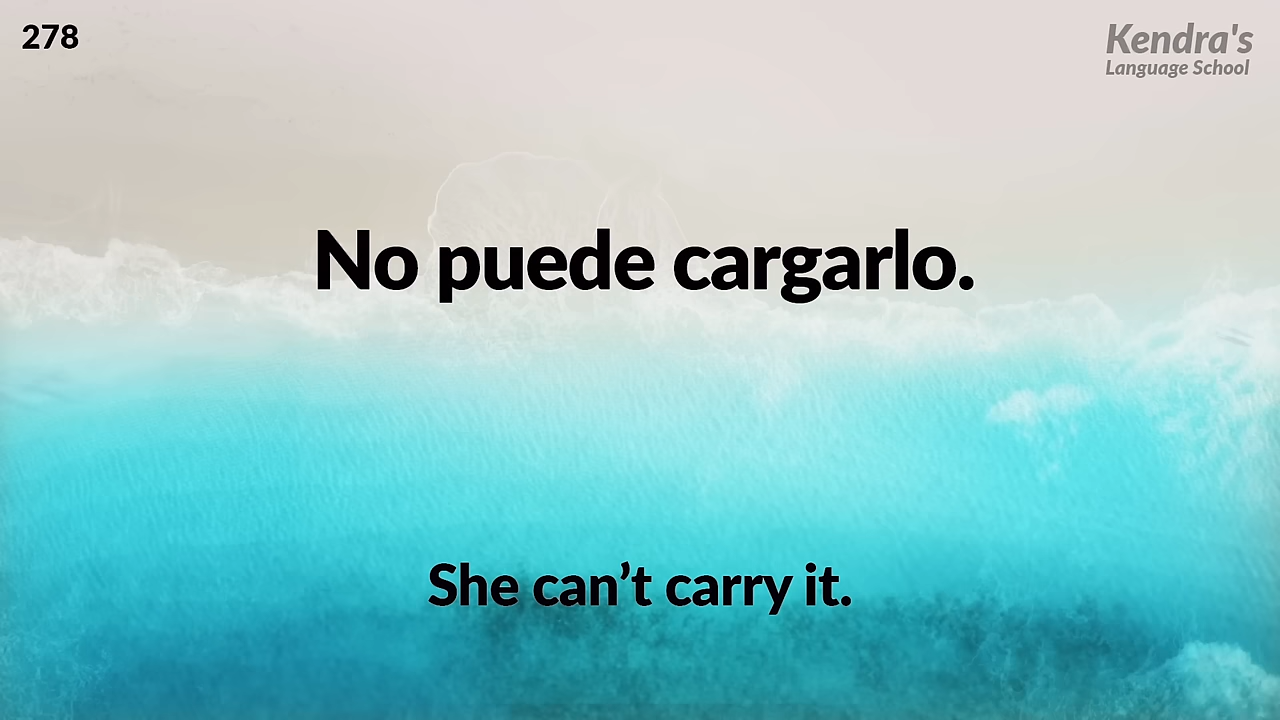 278
Kendra's
Language School
No puede cargarlo.
She can’t carry it.